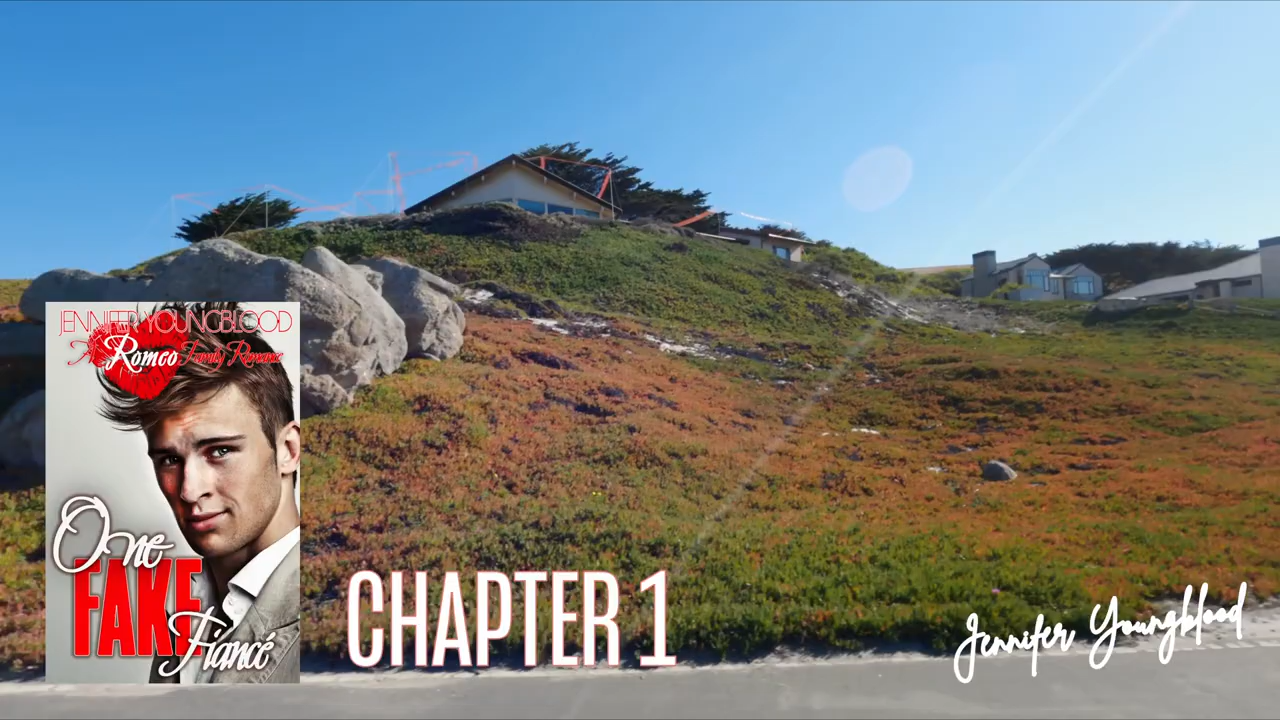 JENNIFER YOUNGBLOOD
A Romeo Family Romance
One
FAKE
Fiancé
CHAPTER 1
Jennifer Youngblood